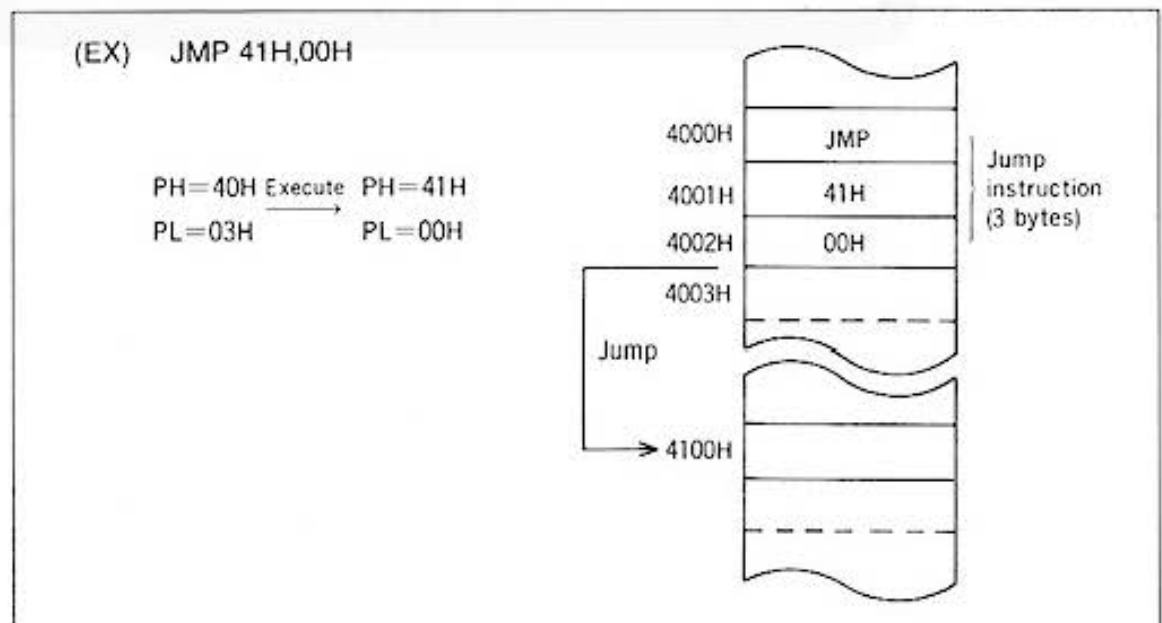 (EX) JMP 41H,00H
PH=40H Execute PH=41H
PL=03H PL=00H
4000H JMP
4001H 41H
4002H 00H
4003H
Jump
instruction
(3 bytes)
Jump
4100H